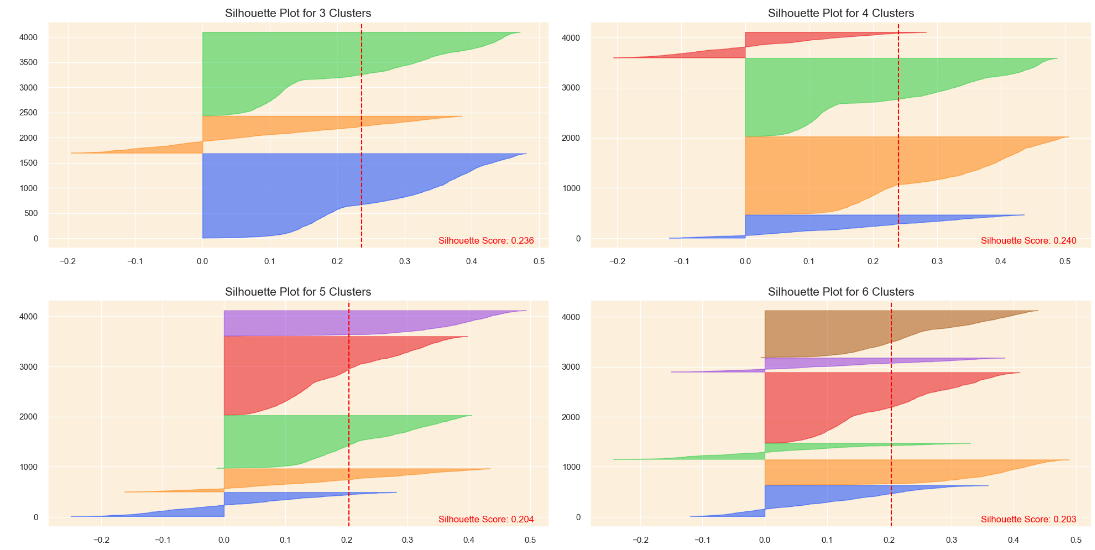 Silhouette Plot for 3 Clusters
4000
3500
3000
2500
2000
1500
1000
500
0
Silhouette Score: 0.236
−0.2 −0.1 0.0 0.1 0.2 0.3 0.4 0.5
Silhouette Plot for 4 Clusters
4000
3000
2000
1000
0
Silhouette Score: 0.240
−0.2 −0.1 0.0 0.1 0.2 0.3 0.4 0.5
Silhouette Plot for 5 Clusters
4000
3000
2000
1000
0
Silhouette Score: 0.204
−0.2 −0.1 0.0 0.1 0.2 0.3 0.4 0.5
Silhouette Plot for 6 Clusters
4000
3000
2000
1000
0
Silhouette Score: 0.203
−0.2 −0.1 0.0 0.1 0.2 0.3 0.4 0.5